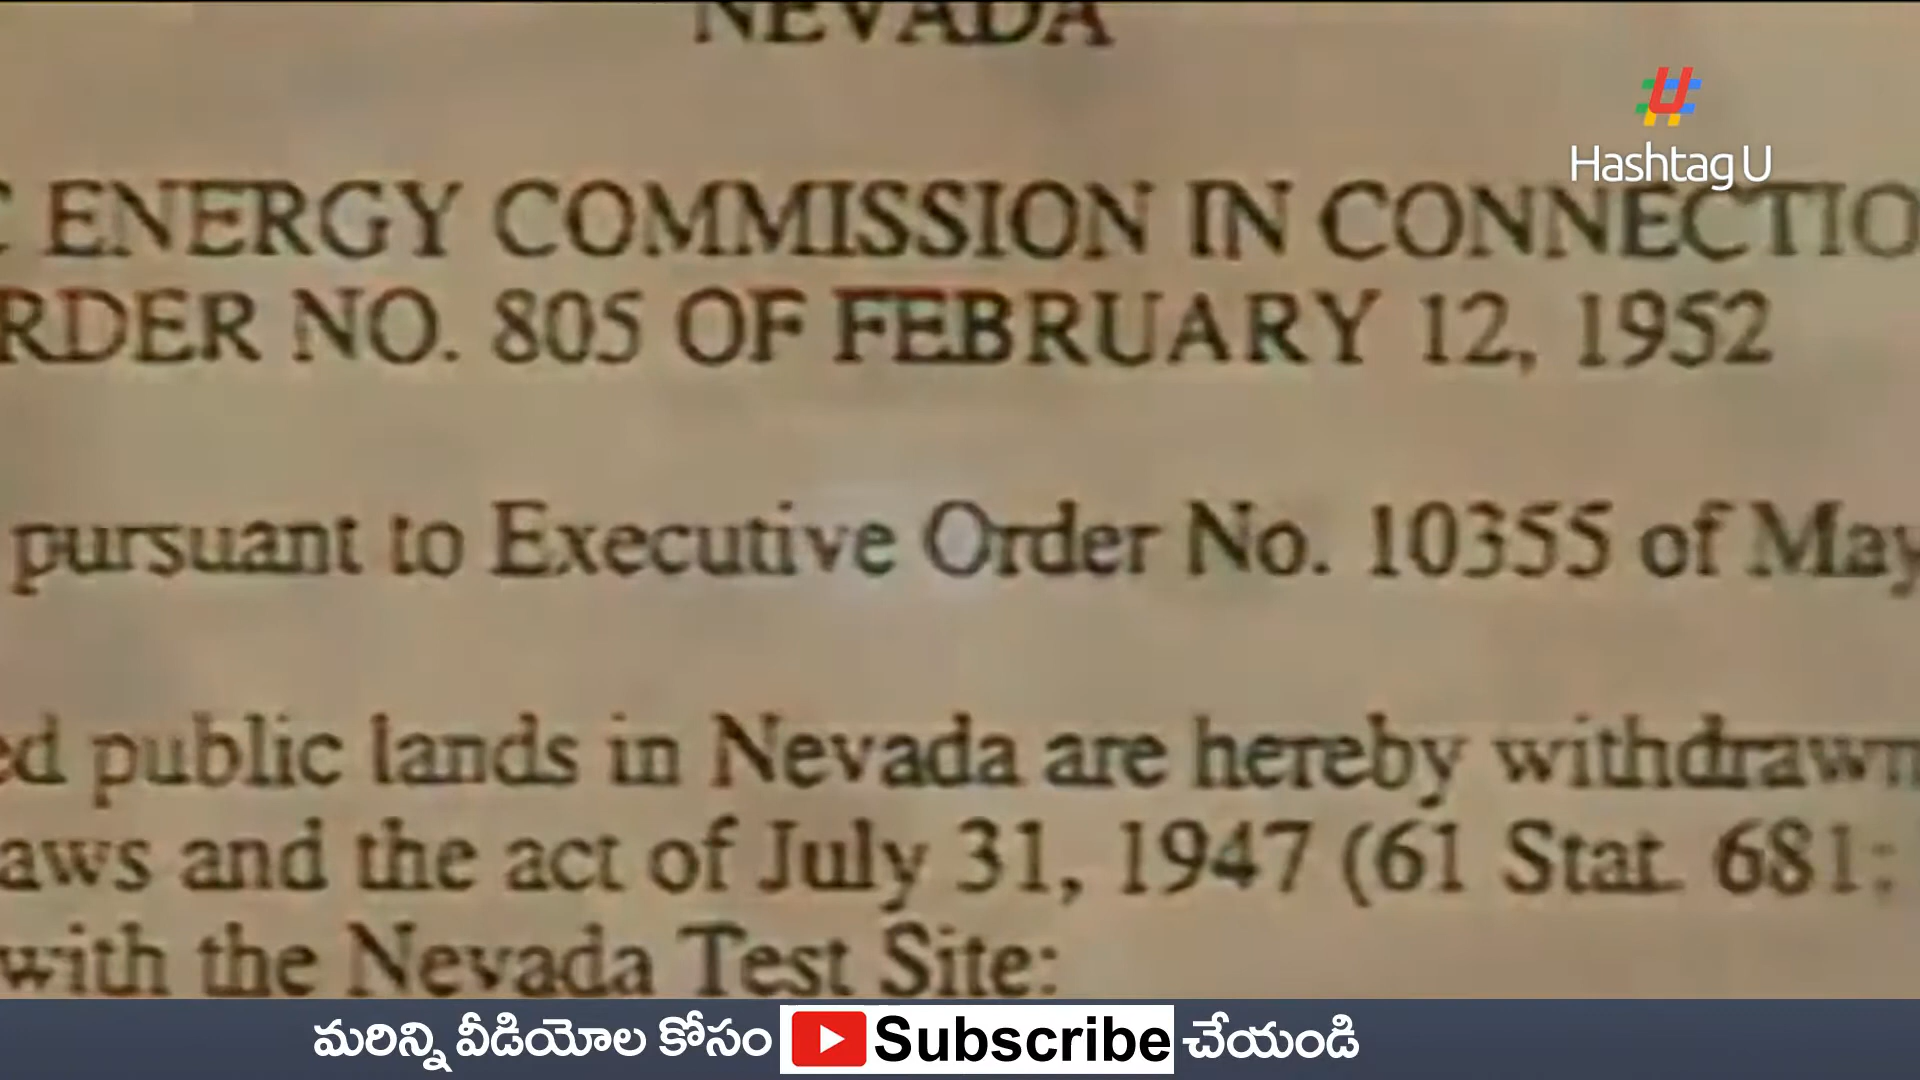 NEVADA
Hashtag U
ENERGY COMMISSION IN CONNECTIO
RDER NO. 805 OF FEBRUARY 12, 1952
pursuant to Executive Order No. 10355 of May
ed public lands in Nevada are hereby withdrawn
aws and the act of July 31, 1947 (61 Stat. 681;
with the Nevada Test Site:
మరిన్ని వీడియోల కోసం Subscribe చేయండి